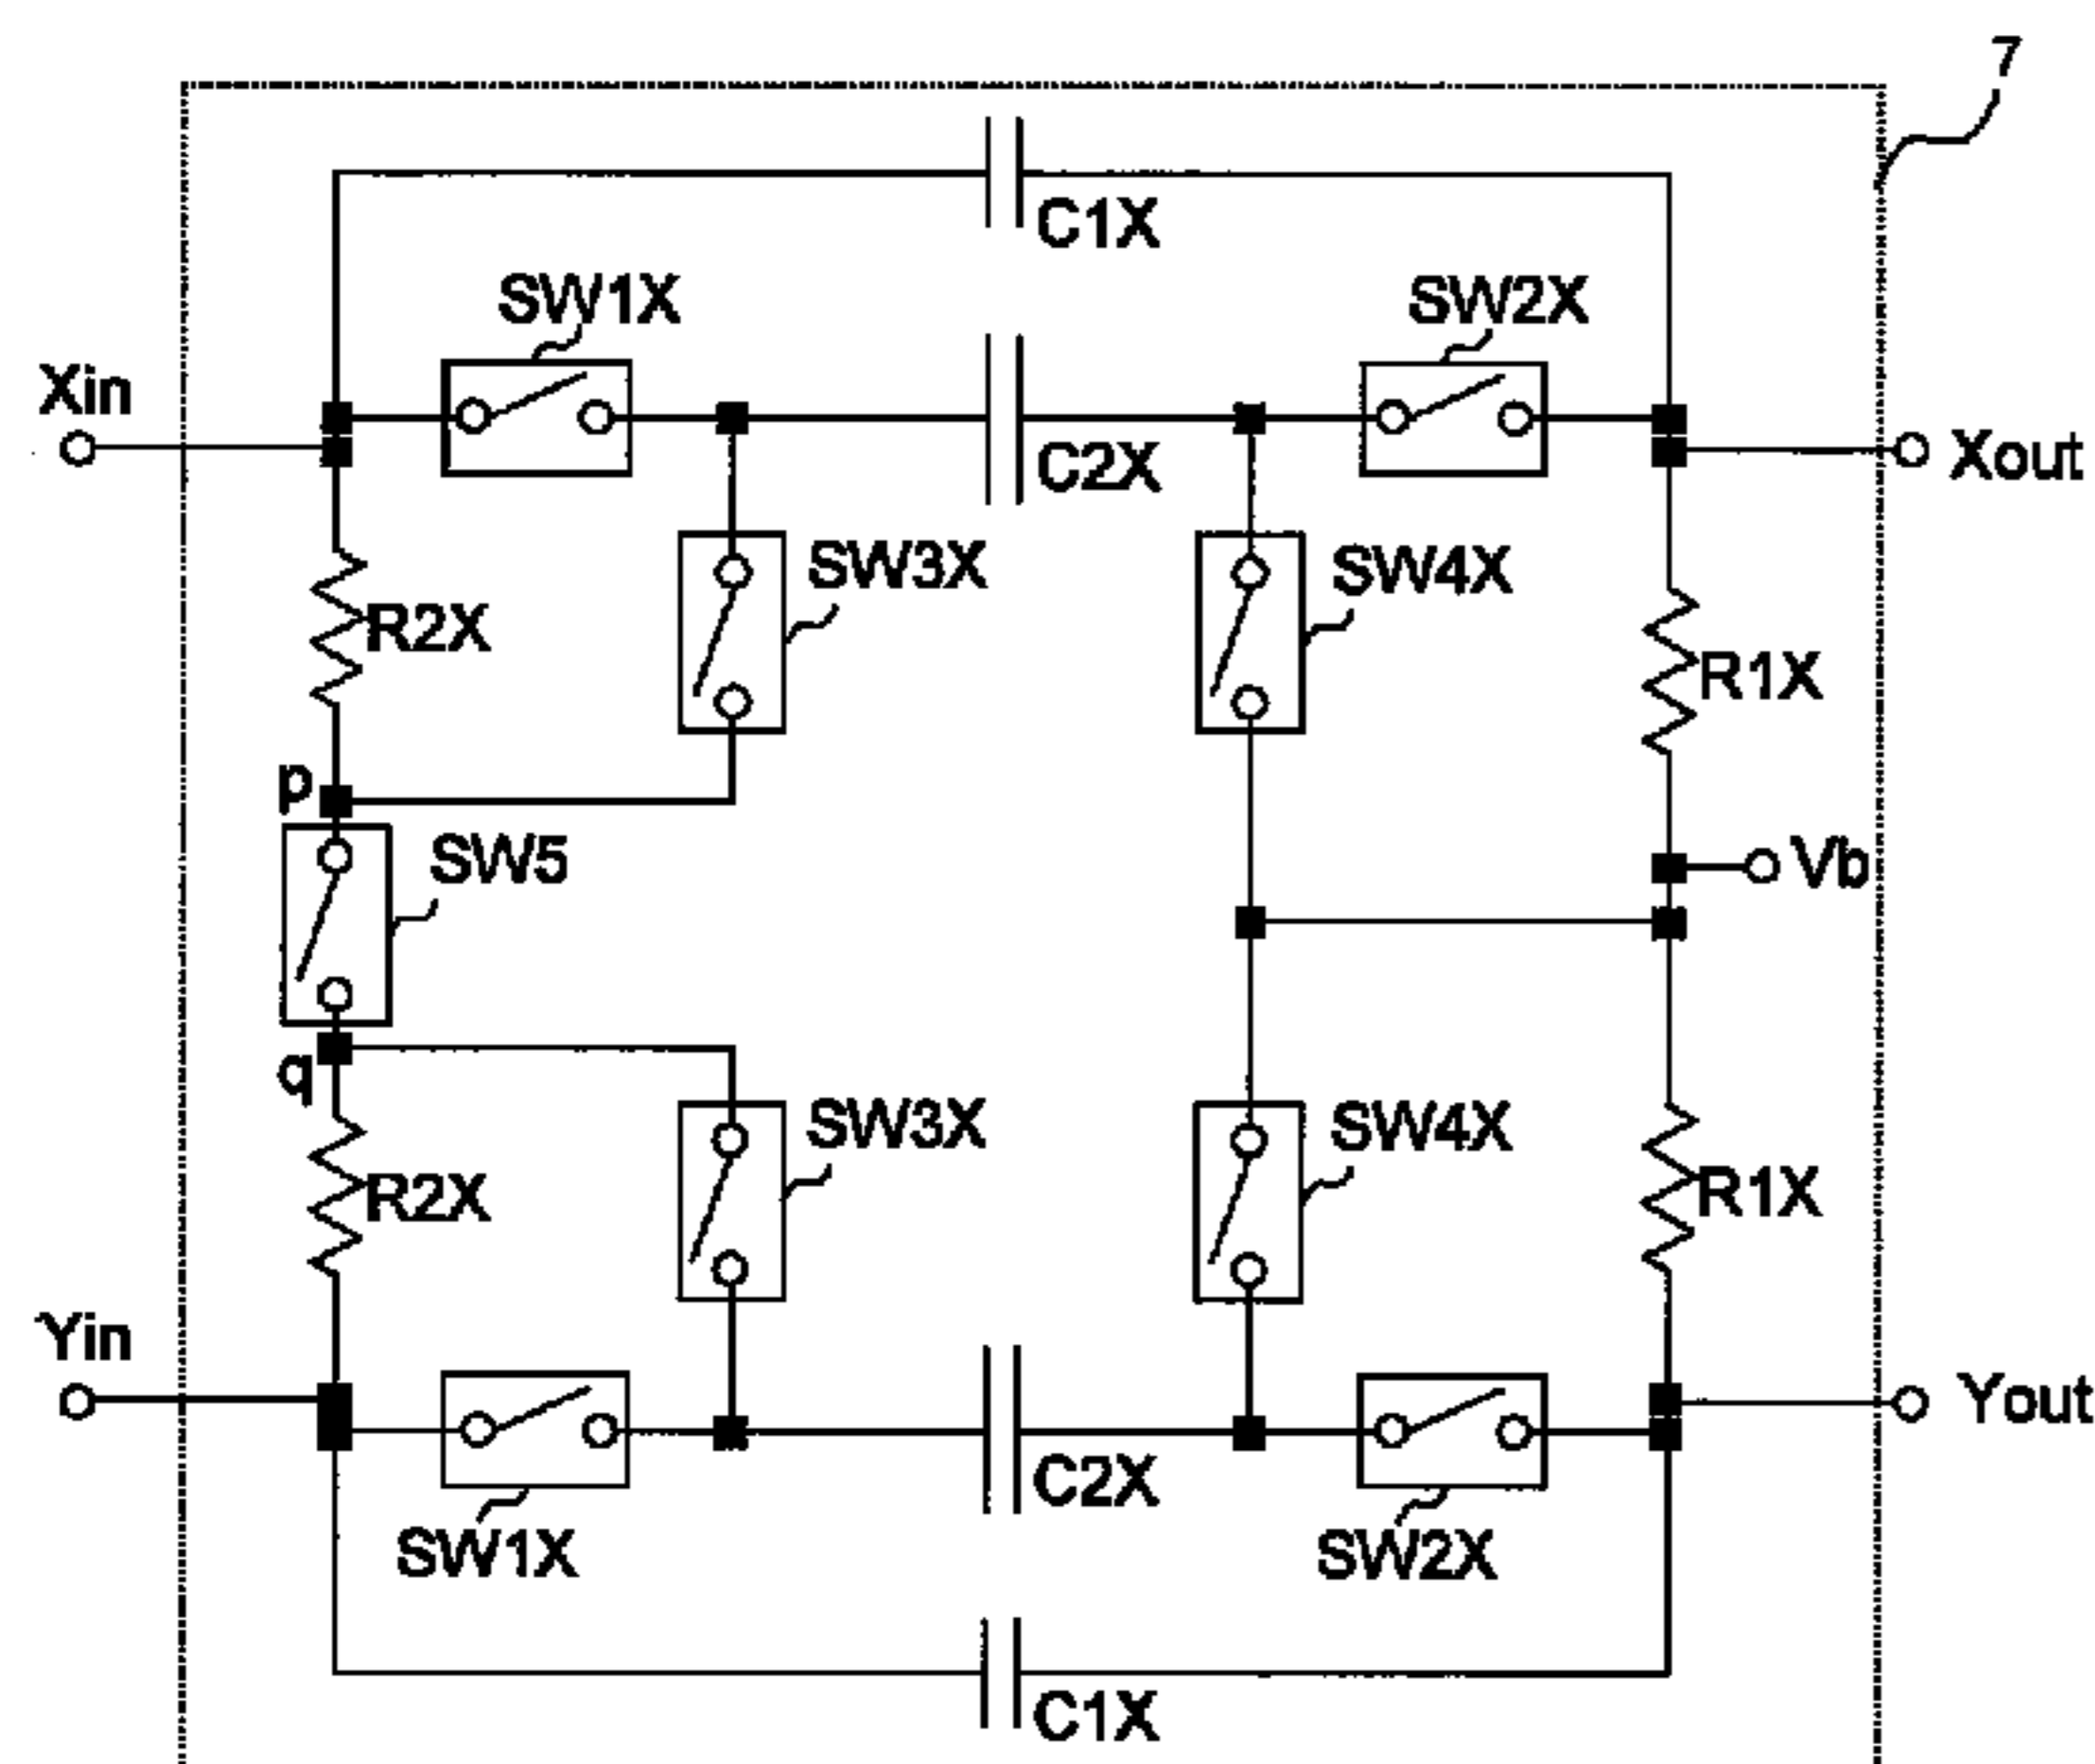 7
C1X
SW1X
SW2X
Xin
C2X
Xout
SW3X
SW4X
R2X
R1X
p
SW5
Vb
q
SW3X
SW4X
R2X
R1X
Yin
Yout
C2X
SW1X
SW2X
C1X